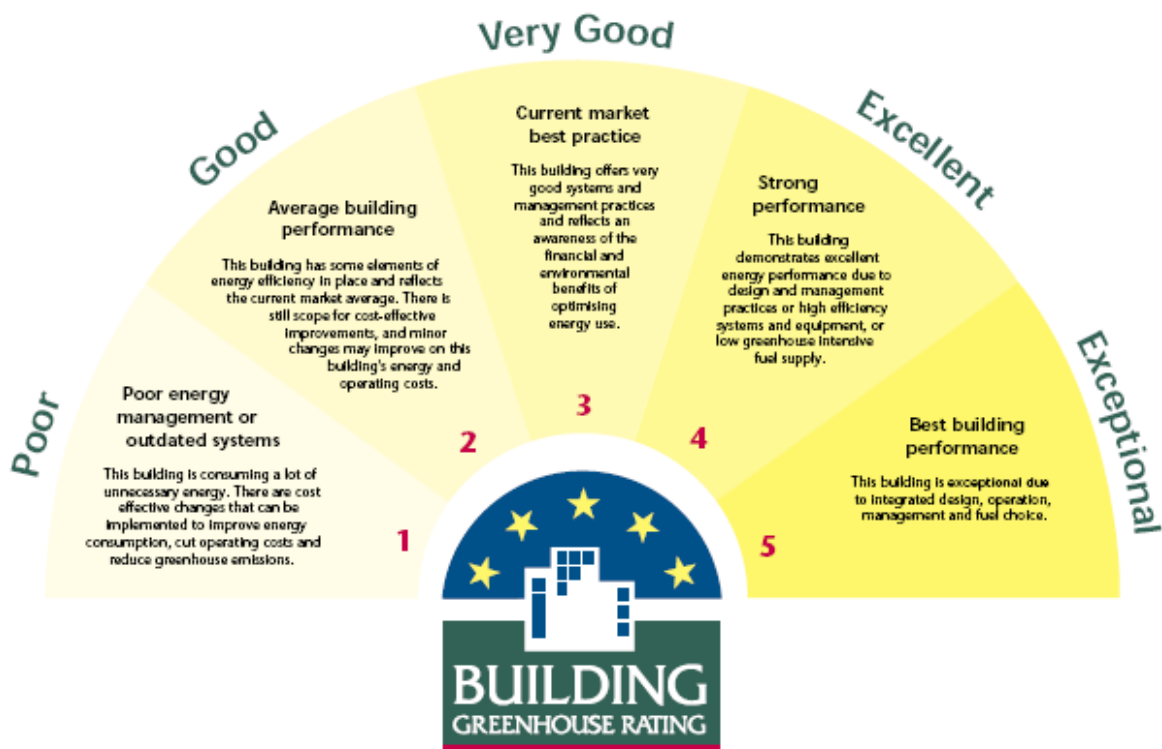 Poor
Poor energy
management or
outdated systems
This building is consuming a lot of
unnecessary energy. There are cost
effective changes that can be
implemented to improve energy
consumption, cut operating costs and
reduce greenhouse emissions.
1
Good
Average building
performance
This building has some elements of
energy efficiency in place and reflects
the current market average. There is
still scope for cost-effective
improvements, and minor
changes may improve on this
building's energy and
operating costs.
2
Very Good
Current market
best practice
This building offers very
good systems and
management practices
and reflects an
awareness of the
financial and
environmental
benefits of
optimising
energy use.
3
Excellent
Strong
performance
This building
demonstrates excellent
energy performance due to
design and management
practices or high efficiency
systems and equipment, or
low greenhouse intensive
fuel supply.
4
Exceptional
Best building
performance
This building is exceptional due
to integrated design, operation,
management and fuel choice.
5
BUILDING
GREENHOUSE RATING